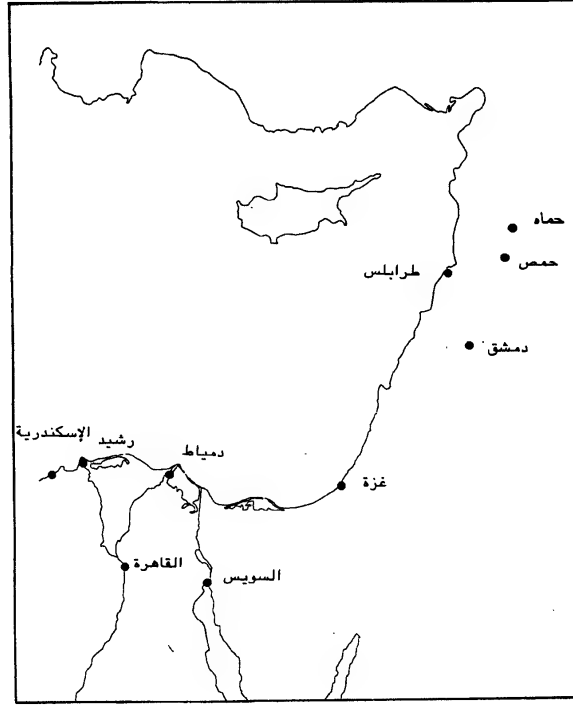 حماه
حمص
طرابلس
دمشق
الإسكندرية
رشيد
دمياط
غزة
القاهرة
السويس